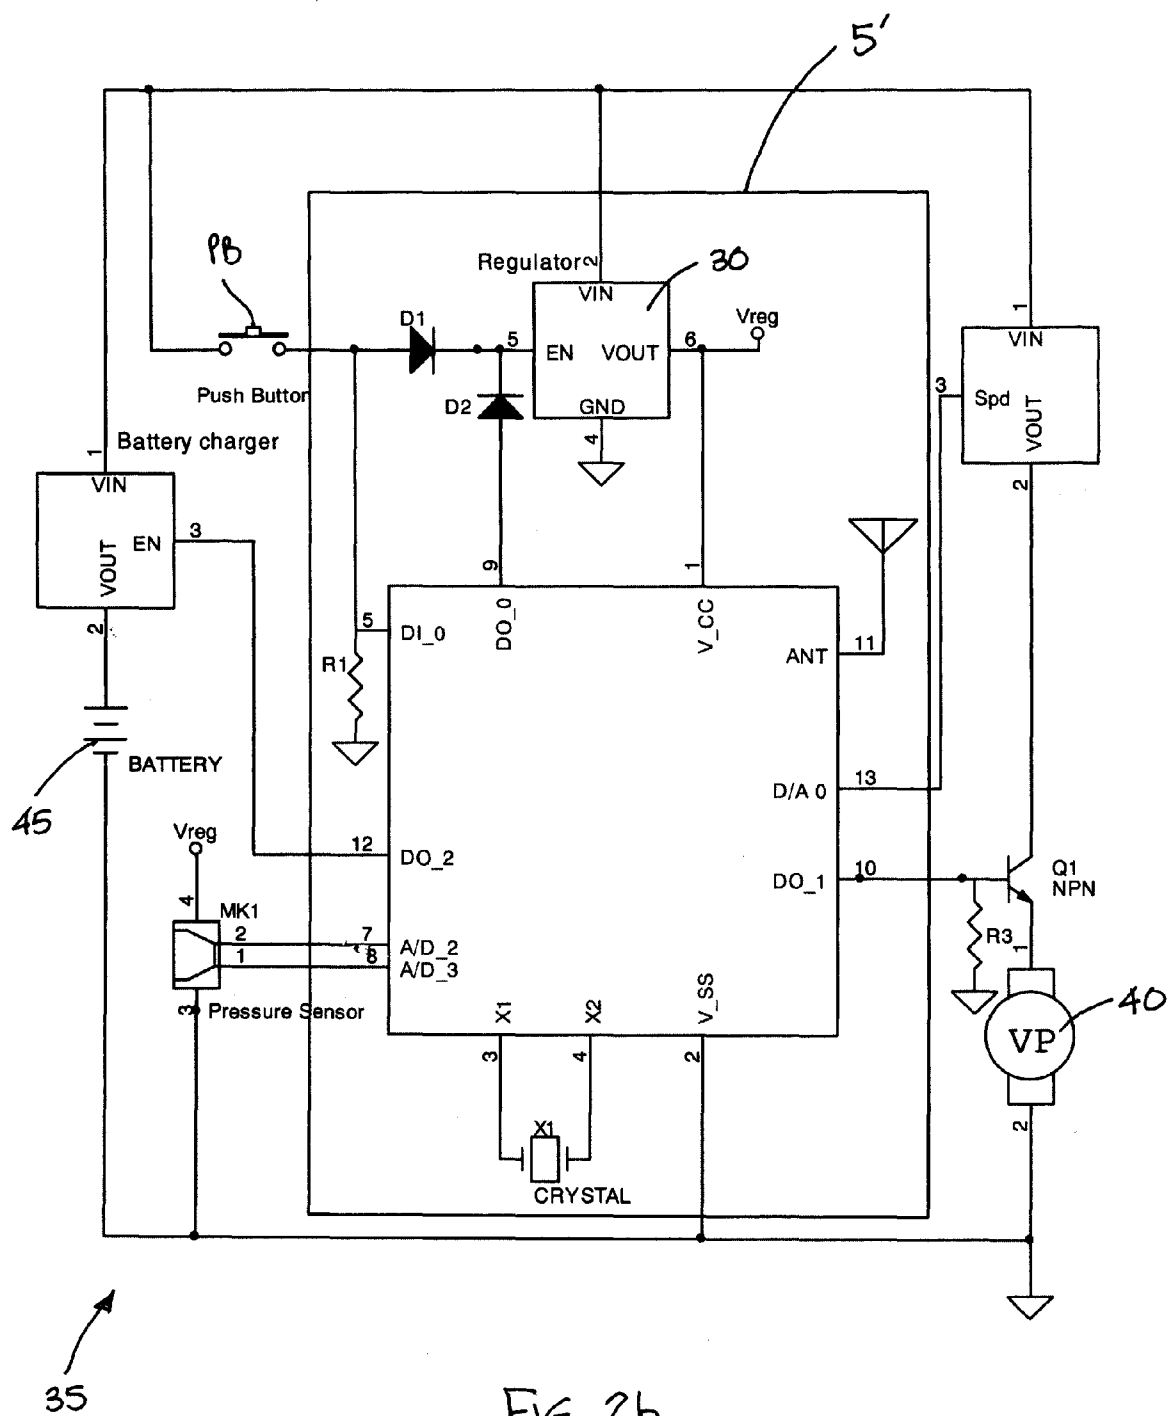 5'
PB
Regulator
2
30
VIN
1
D1
Vreg
VIN
5
EN
VOUT
6
3
Spd
VOUT
Push Button
D2
GND
4
2
1
Battery charger
VIN
3
EN
VOUT
9
1
2
5
DI_0
DO_0
V_CC
R1
ANT
11
BATTERY
45
D/A 0
13
Vreg
12
DO_2
4
DO_1
10
Q1
NPN
MK1
2
7
A/D_2
R3
1
1
8
A/D_3
3
Pressure Sensor
X1
X2
V_SS
40
VP
3
4
2
X1
2
CRYSTAL
35
FIG. 2b